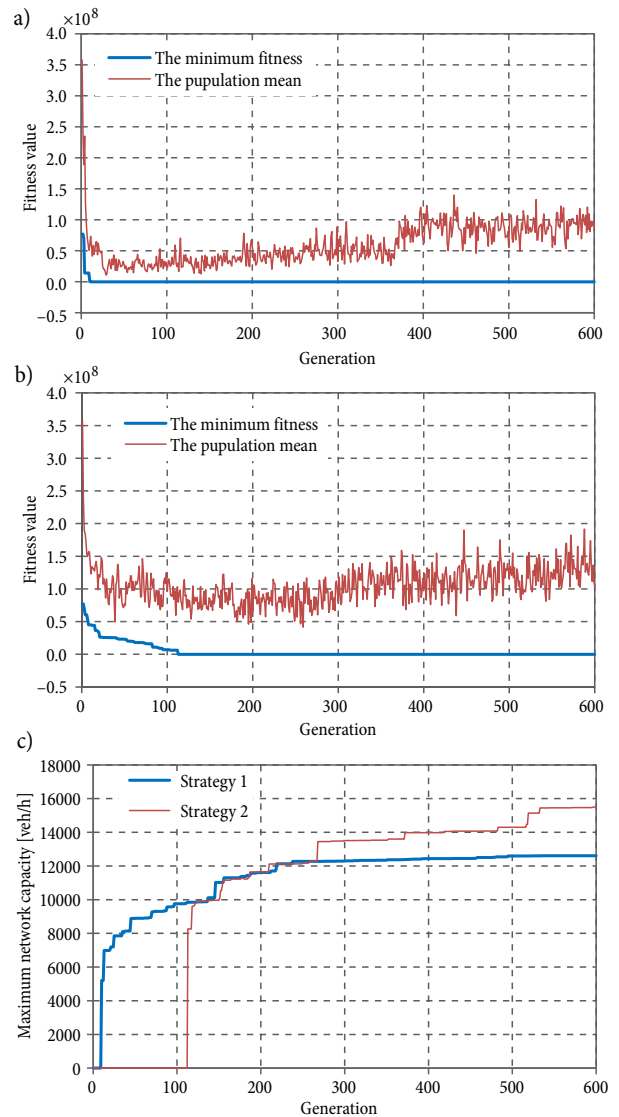 a)
×10⁸
4.0
3.5
3.0
2.5
2.0
1.5
1.0
0.5
0.0
−0.5
Fitness value
The minimum fitness
The pupulation mean
0 100 200 300 400 500 600
Generation
b)
×10⁸
4.0
3.5
3.0
2.5
2.0
1.5
1.0
0.5
0.0
−0.5
Fitness value
The minimum fitness
The pupulation mean
0 100 200 300 400 500 600
Generation
c)
18000
16000
14000
12000
10000
8000
6000
4000
2000
0
Maximum network capacity [veh/h]
Strategy 1
Strategy 2
0 100 200 300 400 500 600
Generation